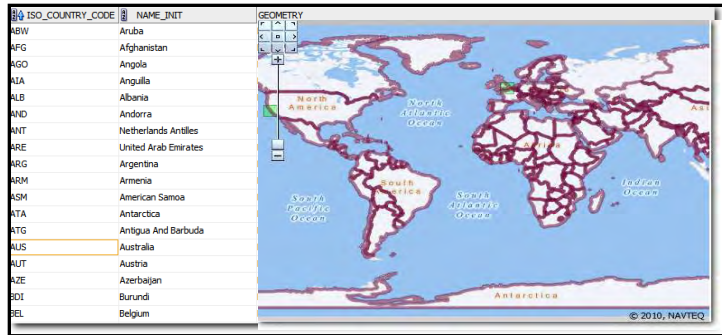 ISO_COUNTRY_CODE NAME_INIT GEOMETRY
ABW Aruba
AFG Afghanistan
AGO Angola
AIA Anguilla
ALB Albania
AND Andorra
ANT Netherlands Antilles
ARE United Arab Emirates
ARG Argentina
ARM Armenia
ASM American Samoa
ATA Antarctica
ATG Antigua And Barbuda
AUS Australia
AUT Austria
AZE Azerbaijan
BDI Burundi
BEL Belgium
North
America
North
Atlantic
Ocean
Africa
South
Pacific
Ocean
South
Atlantic
Ocean
Indian
Ocean
Antarctica
© 2010, NAVTEQ